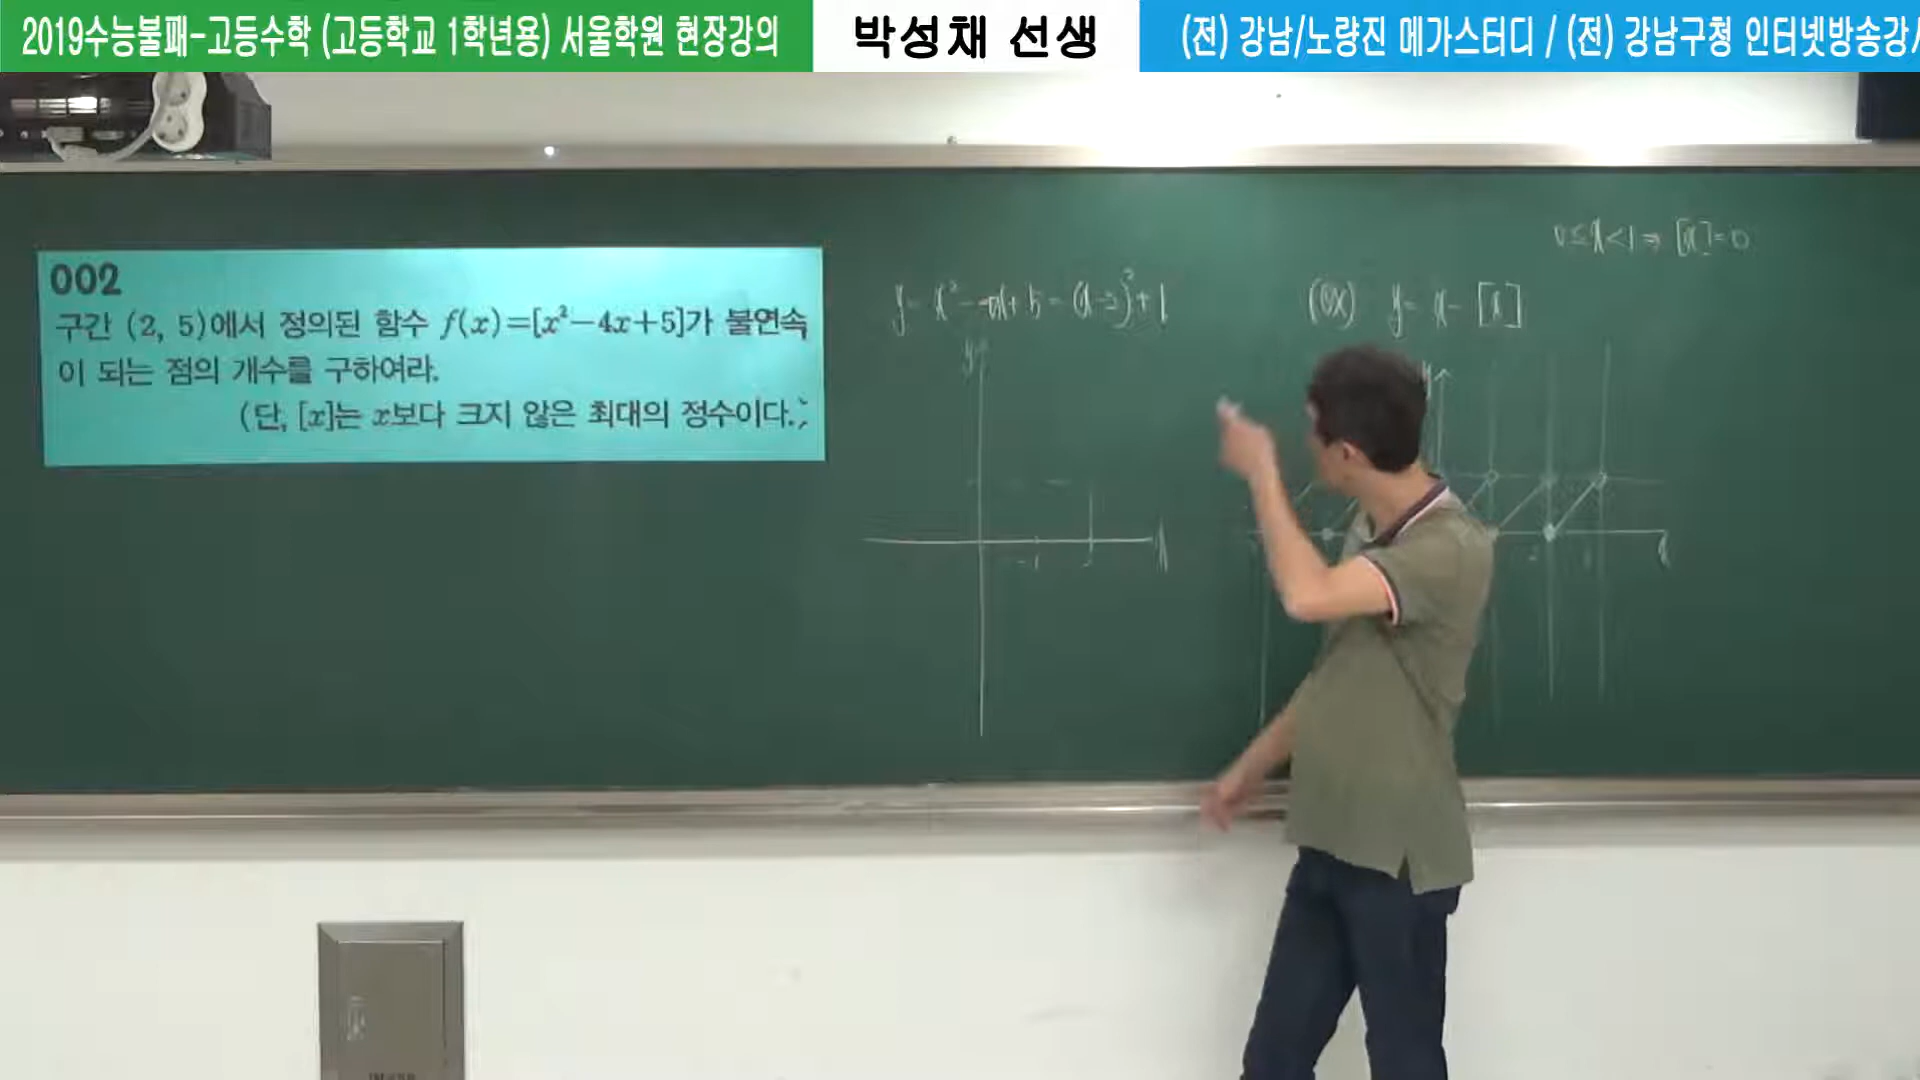 2019수능불패-고등수학 (고등학교 1학년용) 서울학원 현장강의
박성채 선생
(전) 강남/노량진 메가스터디 / (전) 강남구청 인터넷방송강사
002
구간 (2, 5)에서 정의된 함수 f(x)=[x²-4x+5]가 불연속
이 되는 점의 개수를 구하여라.
(단, [x]는 x보다 크지 않은 최대의 정수이다.)
0≤x<1⇒[x]=0
y=x²-4x+5=(x-2)²+1
(ex) y=x-[x]
y
x
y
x